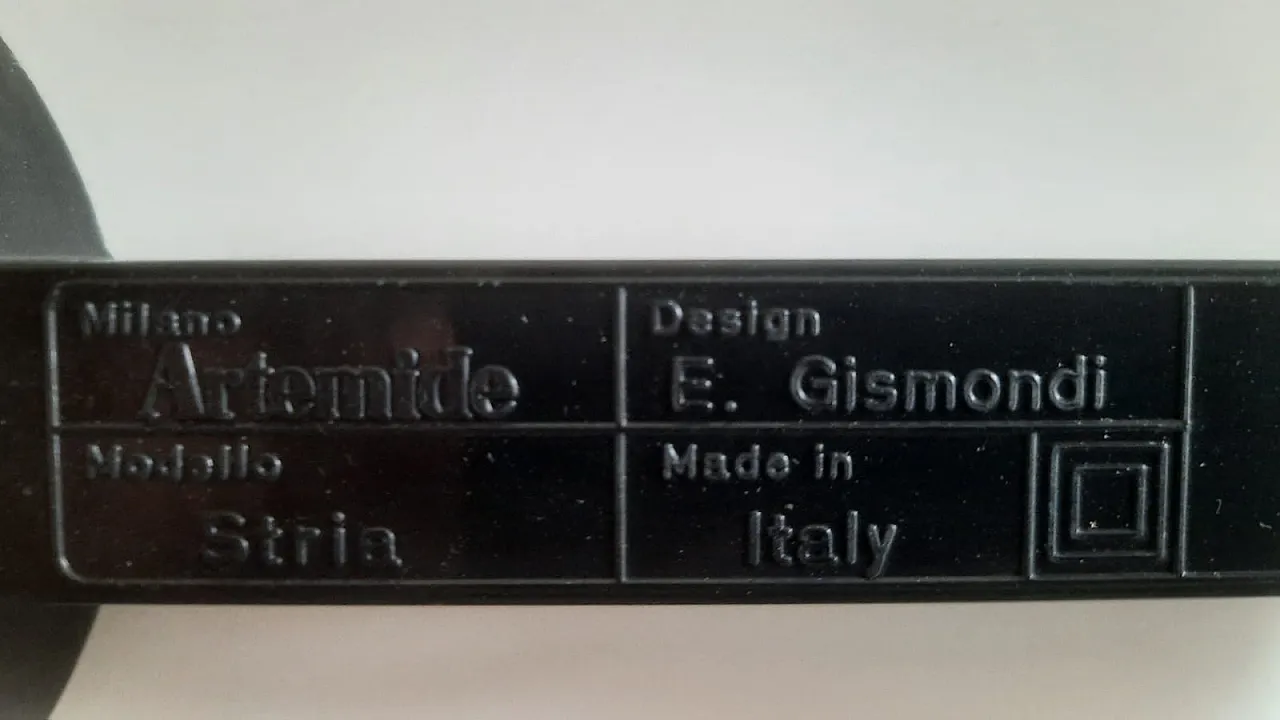 Milano
Artemide
Design
E. Gismondi
Modello
Stria
Made in
Italy